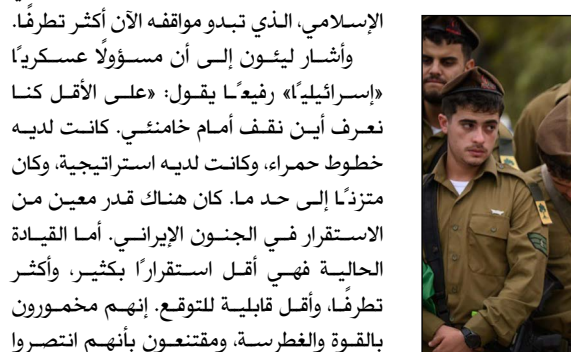 الإسلامي، الذي تبدو مواقفه الآن أكثر تطرفًا.
وأشار ليئون إلى أن مسؤولًا عسكريًا
«إسرائيليًا» رفيعًا يقول: «على الأقل كنا
نعرف أين نقف أمام خامنئي. كانت لديه
خطوط حمراء، وكانت لديه استراتيجية، وكان
متزنًا إلى حد ما. كان هناك قدر معين من
الاستقرار في الجنون الإيراني. أما القيادة
الحالية فهي أقل استقرارًا بكثير، وأكثر
تطرفًا، وأقل قابلية للتوقع. إنهم مخمورون
بالقوة والغطرسة، ومقتنعون بأنهم انتصروا